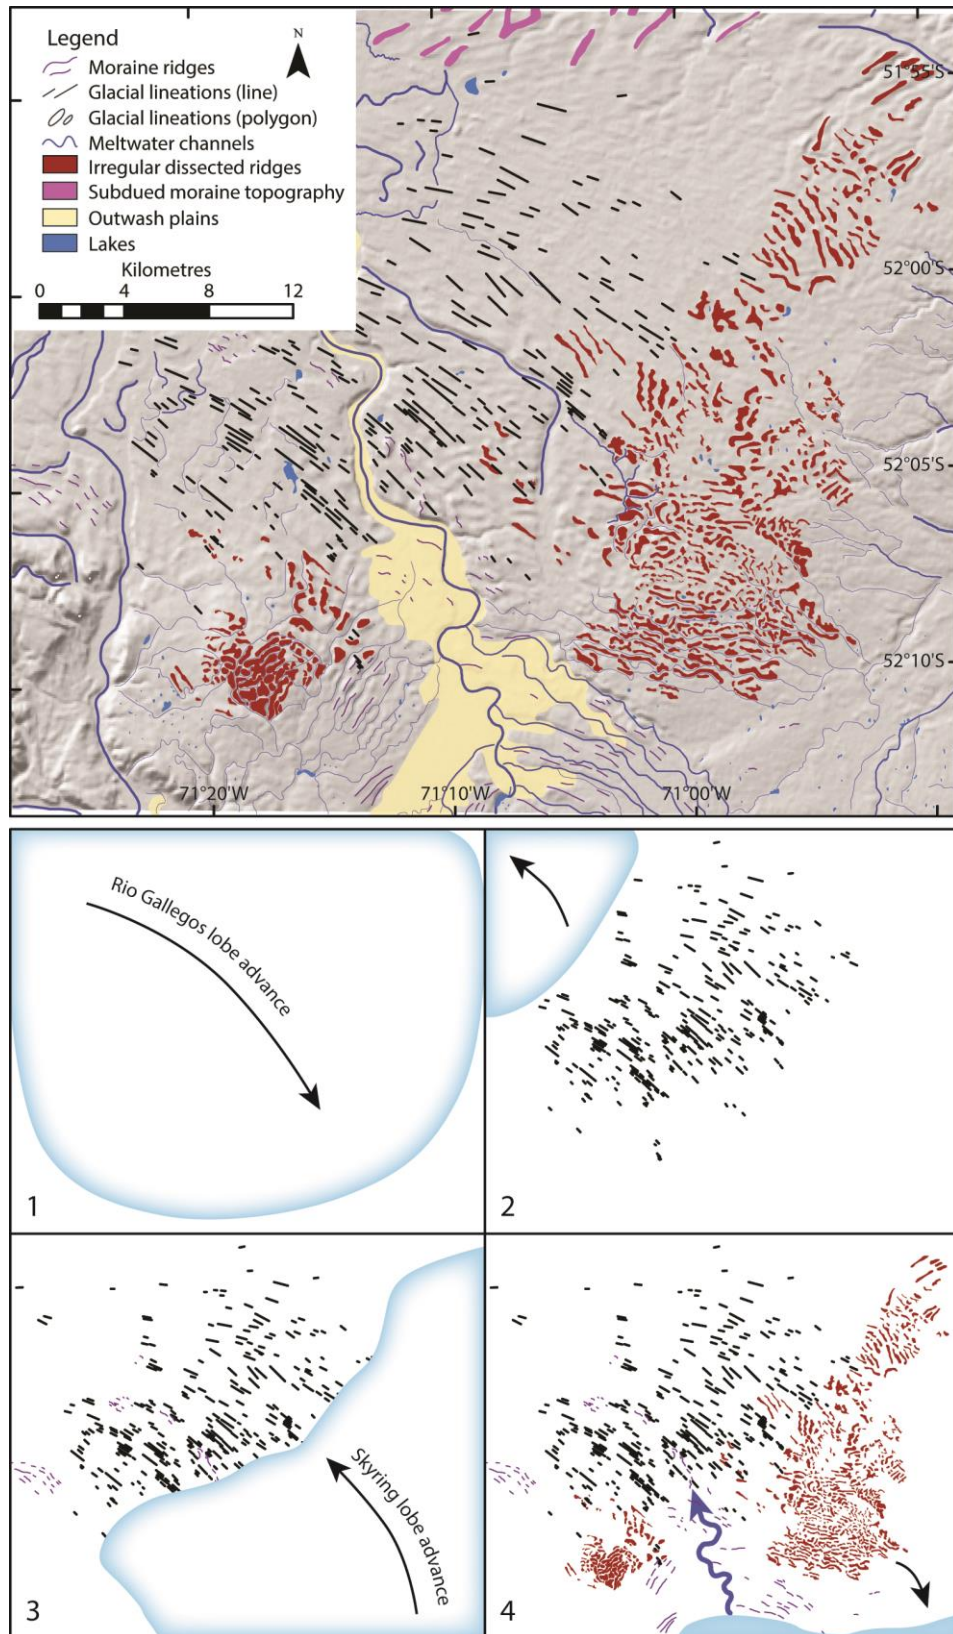 Legend
N
Moraine ridges
Glacial lineations (line)
Glacial lineations (polygon)
Meltwater channels
Irregular dissected ridges
Subdued moraine topography
Outwash plains
Lakes
Kilometres
0 4 8 12
51°55'S
52°00'S
52°05'S
52°10'S
71°20'W 71°10'W 71°00'W
Rio Gallegos lobe advance
1
2
Skyring lobe advance
3
4